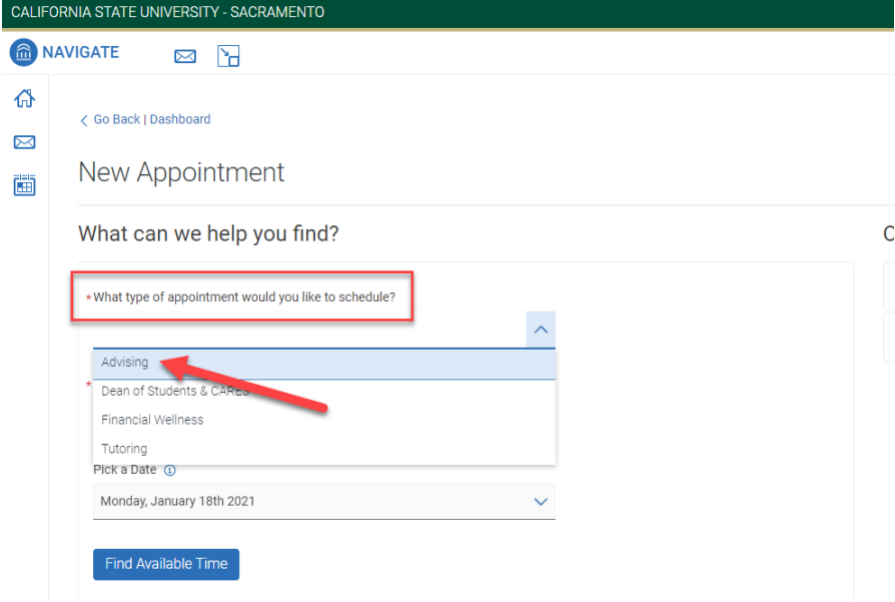 CALIFORNIA STATE UNIVERSITY - SACRAMENTO
NAVIGATE
Go Back | Dashboard
New Appointment
What can we help you find?
*What type of appointment would you like to schedule?
Advising
*
Dean of Students & CARES
Financial Wellness
Tutoring
Pick a Date
Monday, January 18th 2021
Find Available Time